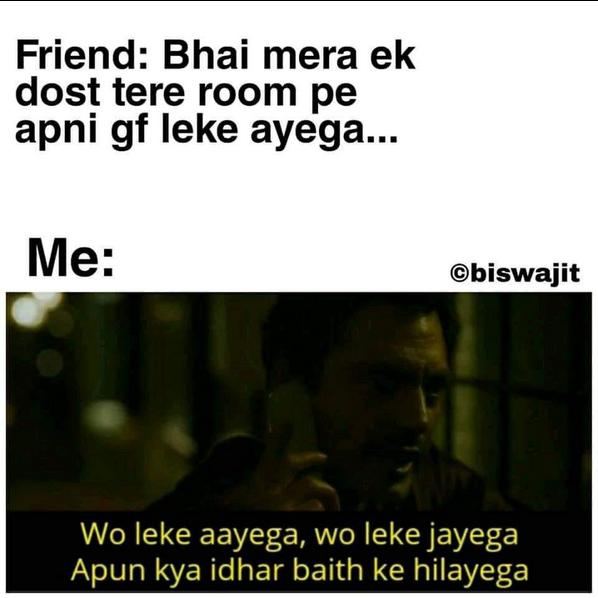 Friend: Bhai mera ek
dost tere room pe
apni gf leke ayega...
Me:
©biswajit
Wo leke aayega, wo leke jayega
Apun kya idhar baith ke hilayega